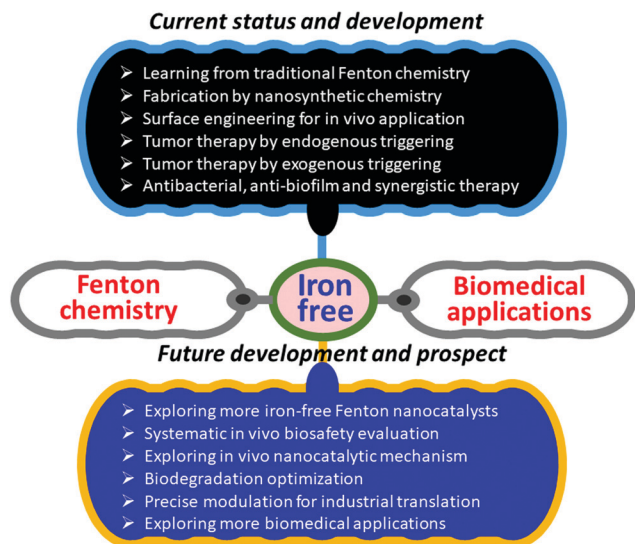 Current status and development
➢ Learning from traditional Fenton chemistry
➢ Fabrication by nanosynthetic chemistry
➢ Surface engineering for in vivo application
➢ Tumor therapy by endogenous triggering
➢ Tumor therapy by exogenous triggering
➢ Antibacterial, anti-biofilm and synergistic therapy
Fenton
chemistry
Iron
free
Biomedical
applications
Future development and prospect
➢ Exploring more iron-free Fenton nanocatalysts
➢ Systematic in vivo biosafety evaluation
➢ Exploring in vivo nanocatalytic mechanism
➢ Biodegradation optimization
➢ Precise modulation for industrial translation
➢ Exploring more biomedical applications